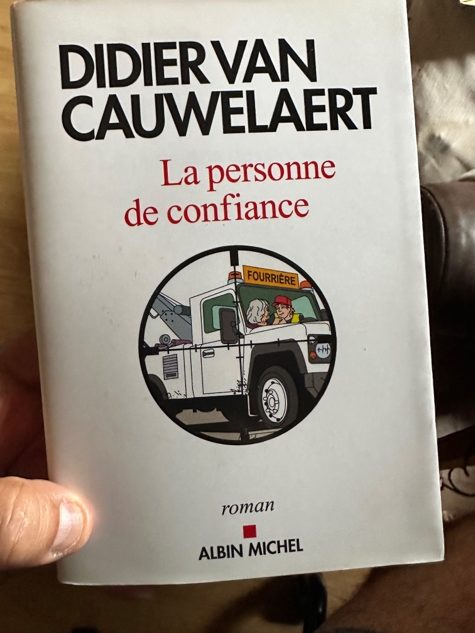 DIDIER VAN
CAUWELAERT
La personne
de confiance
FOURRIÈRE
roman
ALBIN MICHEL